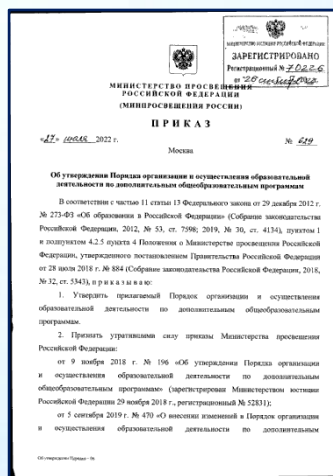 МИНИСТЕРСТВО ЮСТИЦИИ РОССИЙСКОЙ ФЕДЕРАЦИИ
ЗАРЕГИСТРИРОВАНО
Регистрационный № 70226
от "26" сентября 2022
МИНИСТЕРСТВО ПРОСВЕЩЕНИЯ
РОССИЙСКОЙ ФЕДЕРАЦИИ
(МИНПРОСВЕЩЕНИЯ РОССИИ)
ПРИКАЗ
«27» июля 2022 г.
№ 629
Москва
Об утверждении Порядка организации и осуществления образовательной
деятельности по дополнительным общеобразовательным программам
В соответствии с частью 11 статьи 13 Федерального закона от 29 декабря 2012 г.
№ 273-ФЗ «Об образовании в Российской Федерации» (Собрание законодательства
Российской Федерации, 2012, № 53, ст. 7598; 2019, № 30, ст. 4134), пунктом 1
и подпунктом 4.2.5 пункта 4 Положения о Министерстве просвещения Российской
Федерации, утвержденного постановлением Правительства Российской Федерации
от 28 июля 2018 г. № 884 (Собрание законодательства Российской Федерации, 2018,
№ 32, ст. 5343), приказываю:
1. Утвердить прилагаемый Порядок организации и осуществления
образовательной деятельности по дополнительным общеобразовательным
программам.
2. Признать утратившими силу приказы Министерства просвещения
Российской Федерации:
от 9 ноября 2018 г. № 196 «Об утверждении Порядка организации
и осуществления образовательной деятельности по дополнительным
общеобразовательным программам» (зарегистрирован Министерством юстиции
Российской Федерации 29 ноября 2018 г., регистрационный № 52831);
от 5 сентября 2019 г. № 470 «О внесении изменений в Порядок организации
и осуществления образовательной деятельности по дополнительным
Об утверждении Порядка - 06